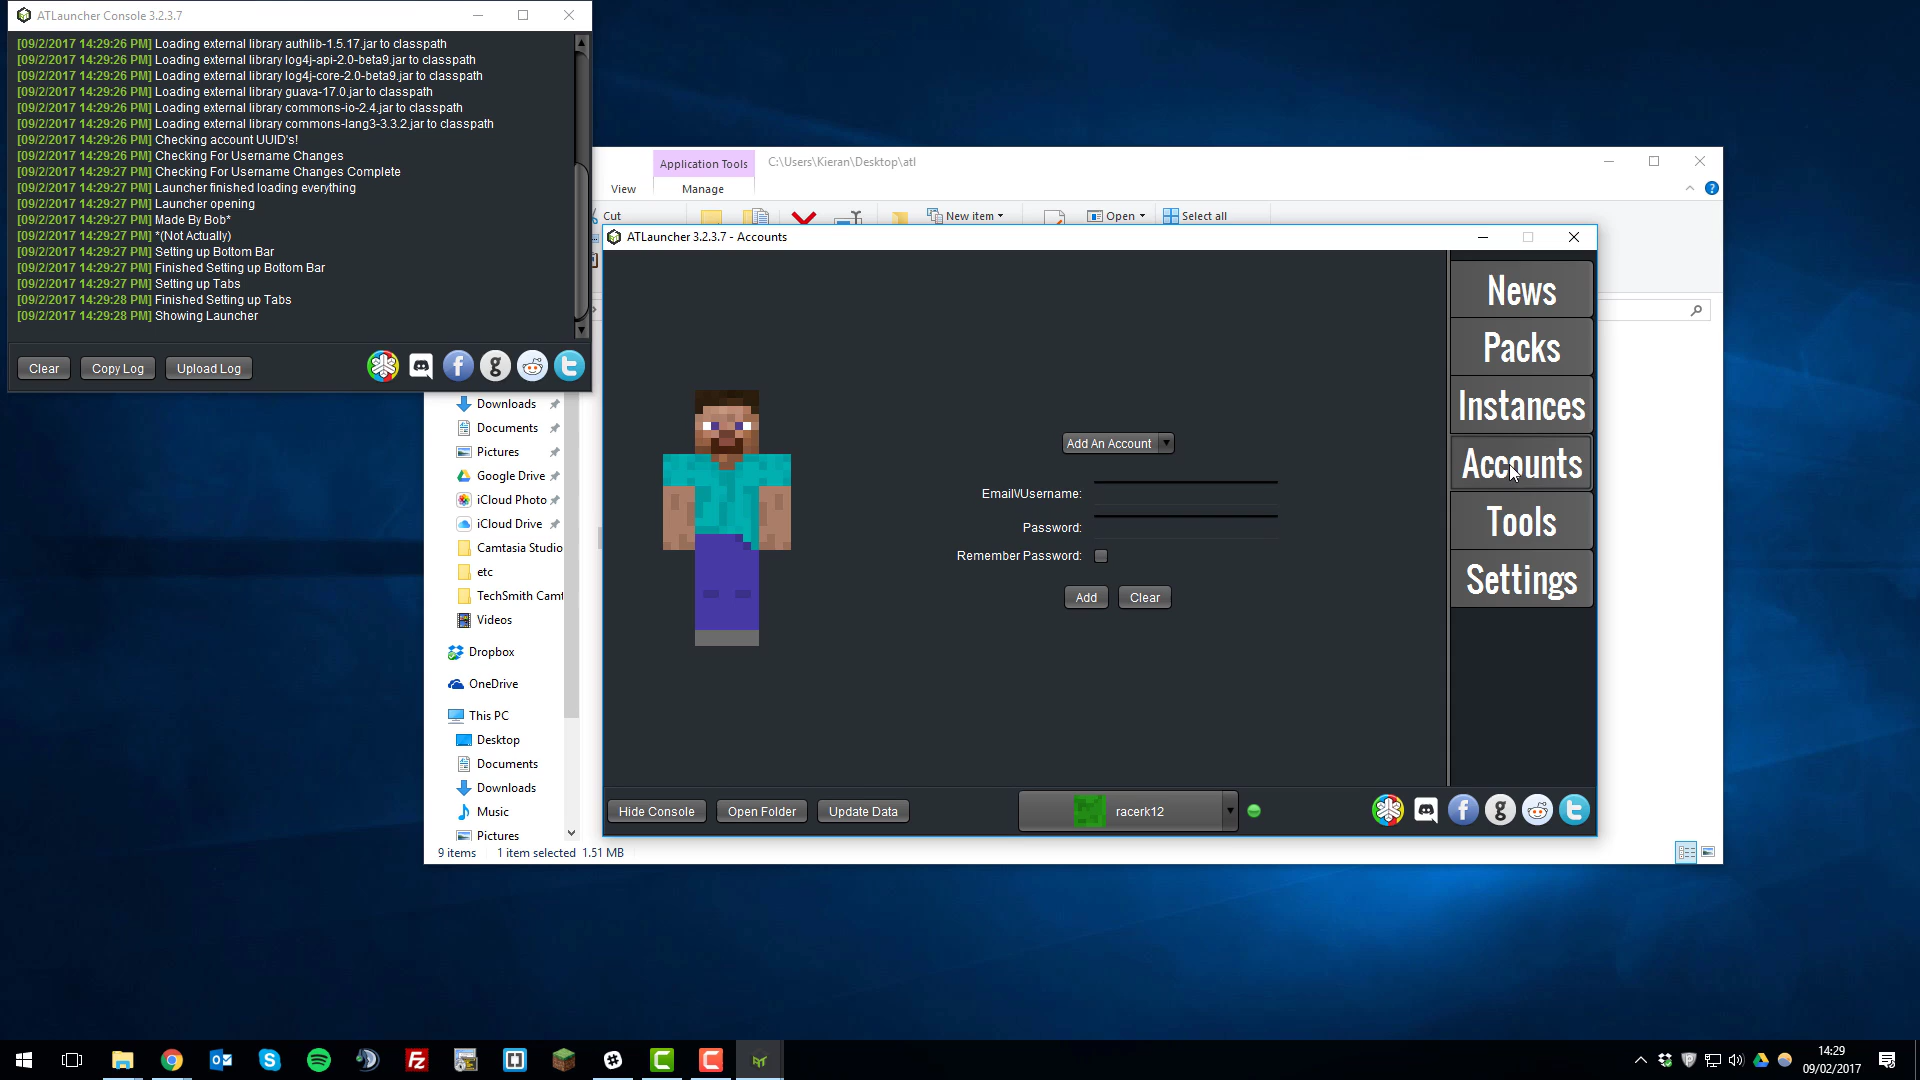 ATLauncher Console 3.2.3.7
[09/2/2017 14:29:26 PM] Loading external library authlib-1.5.17.jar to classpath
[09/2/2017 14:29:26 PM] Loading external library log4j-api-2.0-beta9.jar to classpath
[09/2/2017 14:29:26 PM] Loading external library log4j-core-2.0-beta9.jar to classpath
[09/2/2017 14:29:26 PM] Loading external library guava-17.0.jar to classpath
[09/2/2017 14:29:26 PM] Loading external library commons-io-2.4.jar to classpath
[09/2/2017 14:29:26 PM] Loading external library commons-lang3-3.3.2.jar to classpath
[09/2/2017 14:29:26 PM] Checking account UUID's!
[09/2/2017 14:29:26 PM] Checking For Username Changes
[09/2/2017 14:29:27 PM] Checking For Username Changes Complete
[09/2/2017 14:29:27 PM] Launcher finished loading everything
[09/2/2017 14:29:27 PM] Launcher opening
[09/2/2017 14:29:27 PM] Made By Bob*
[09/2/2017 14:29:27 PM] *(Not Actually)
[09/2/2017 14:29:27 PM] Setting up Bottom Bar
[09/2/2017 14:29:27 PM] Finished Setting up Bottom Bar
[09/2/2017 14:29:27 PM] Setting up Tabs
[09/2/2017 14:29:28 PM] Finished Setting up Tabs
[09/2/2017 14:29:28 PM] Showing Launcher
Clear
Copy Log
Upload Log
Application Tools
C:\Users\Kieran\Desktop\atl
View
Manage
Cut
New item
Open
Select all
Downloads
Documents
Pictures
Google Drive
iCloud Photo
iCloud Drive
Camtasia Studio
etc
TechSmith Camt
Videos
Dropbox
OneDrive
This PC
Desktop
Documents
Downloads
Music
Pictures
9 items
1 item selected 1.51 MB
ATLauncher 3.2.3.7 - Accounts
Add An Account
Email/Username:
Password:
Remember Password:
Add
Clear
News
Packs
Instances
Accounts
Tools
Settings
Hide Console
Open Folder
Update Data
racerk12
14:29
09/02/2017